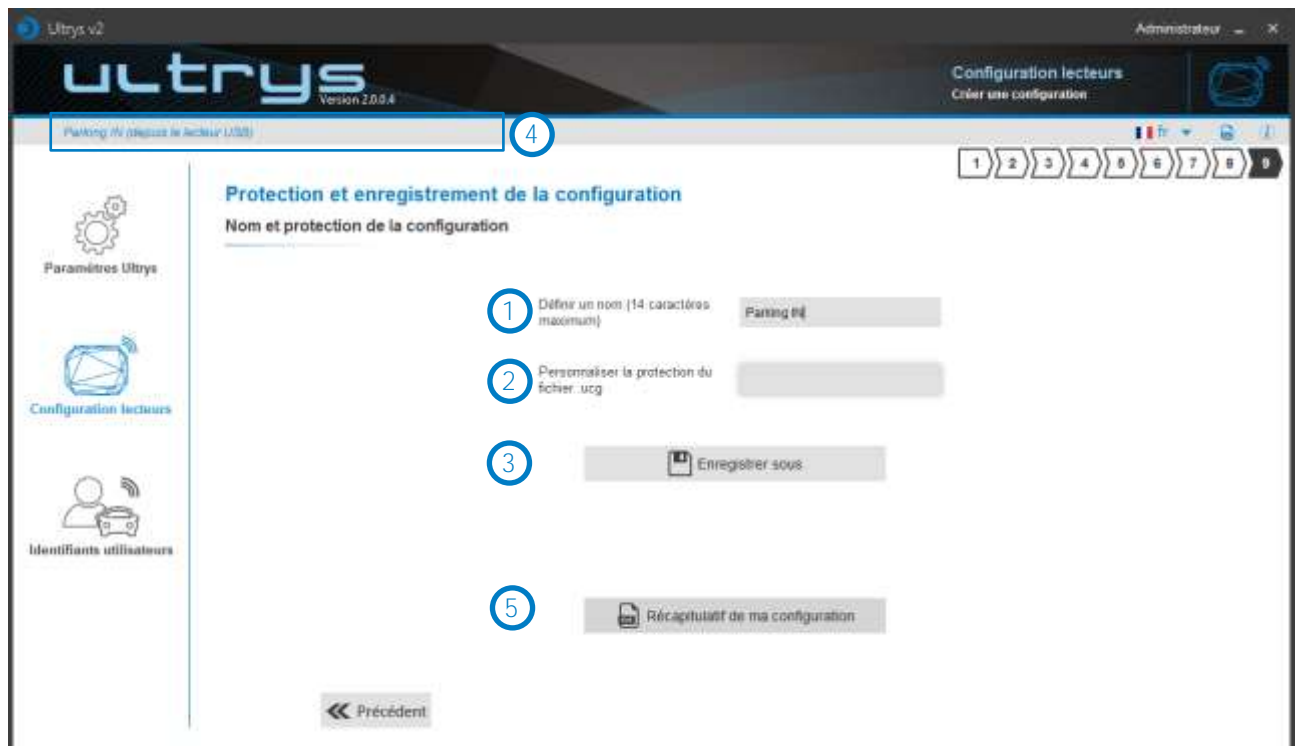 Ultrys v2
Administrateur
ultrys
Version 2.0.0.4
Configuration lecteurs
Créer une configuration
Parking IN (depuis le lecteur USB)
4
fr
1 2 3 4 5 6 7 8 9
Protection et enregistrement de la configuration
Nom et protection de la configuration
Paramètres Ultrys
Configuration lecteurs
Identifiants utilisateurs
1
Définir un nom (14 caractères
maximum)
Parking IN
2
Personnaliser la protection du
fichier .ucg
3
Enregistrer sous
5
Récapitulatif de ma configuration
Précédent